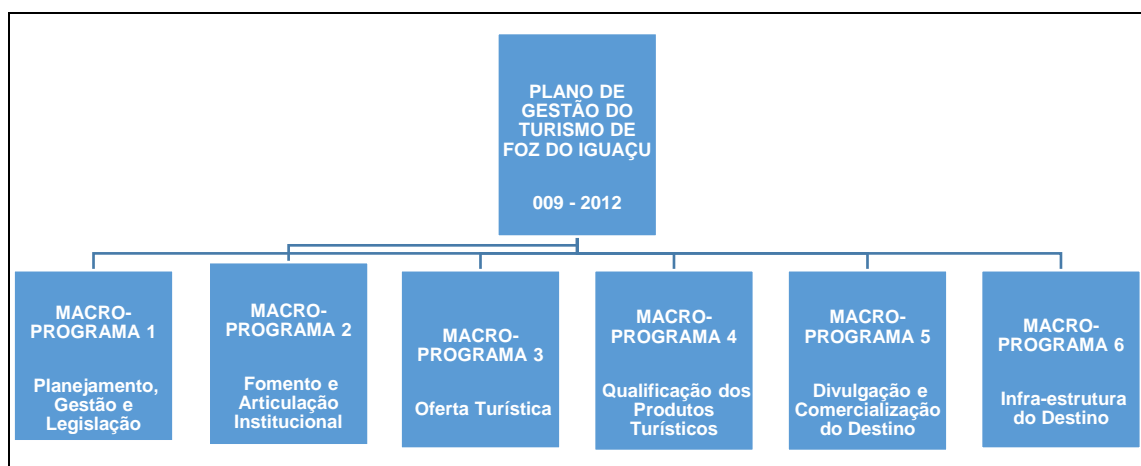 PLANO DE
GESTÃO DO
TURISMO DE
FOZ DO IGUAÇU
009 - 2012
MACRO-
PROGRAMA 1
Planejamento,
Gestão e
Legislação
MACRO-
PROGRAMA 2
Fomento e
Articulação
Institucional
MACRO-
PROGRAMA 3
Oferta Turística
MACRO-
PROGRAMA 4
Qualificação dos
Produtos
Turísticos
MACRO-
PROGRAMA 5
Divulgação e
Comercialização
do Destino
MACRO-
PROGRAMA 6
Infra-estrutura
do Destino